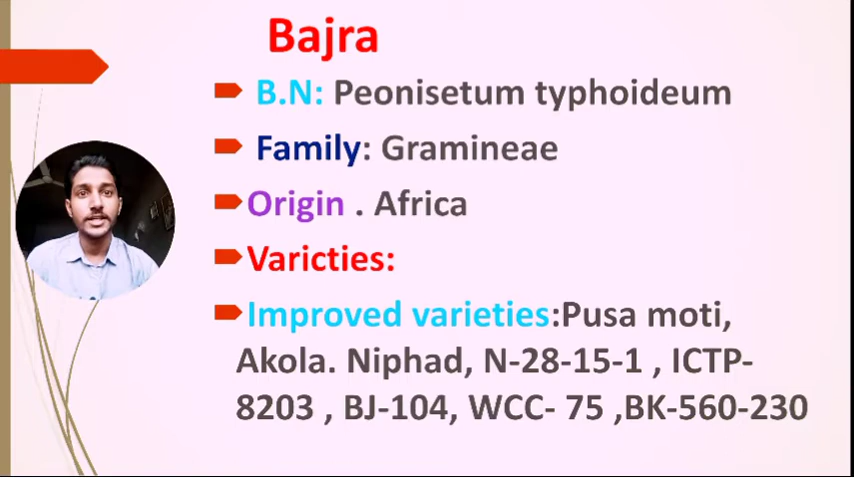 Bajra
B.N: Peonisetum typhoideum
Family: Gramineae
Origin . Africa
Varicties:
Improved varieties:Pusa moti,
Akola. Niphad, N-28-15-1 , ICTP-
8203 , BJ-104, WCC- 75 ,BK-560-230